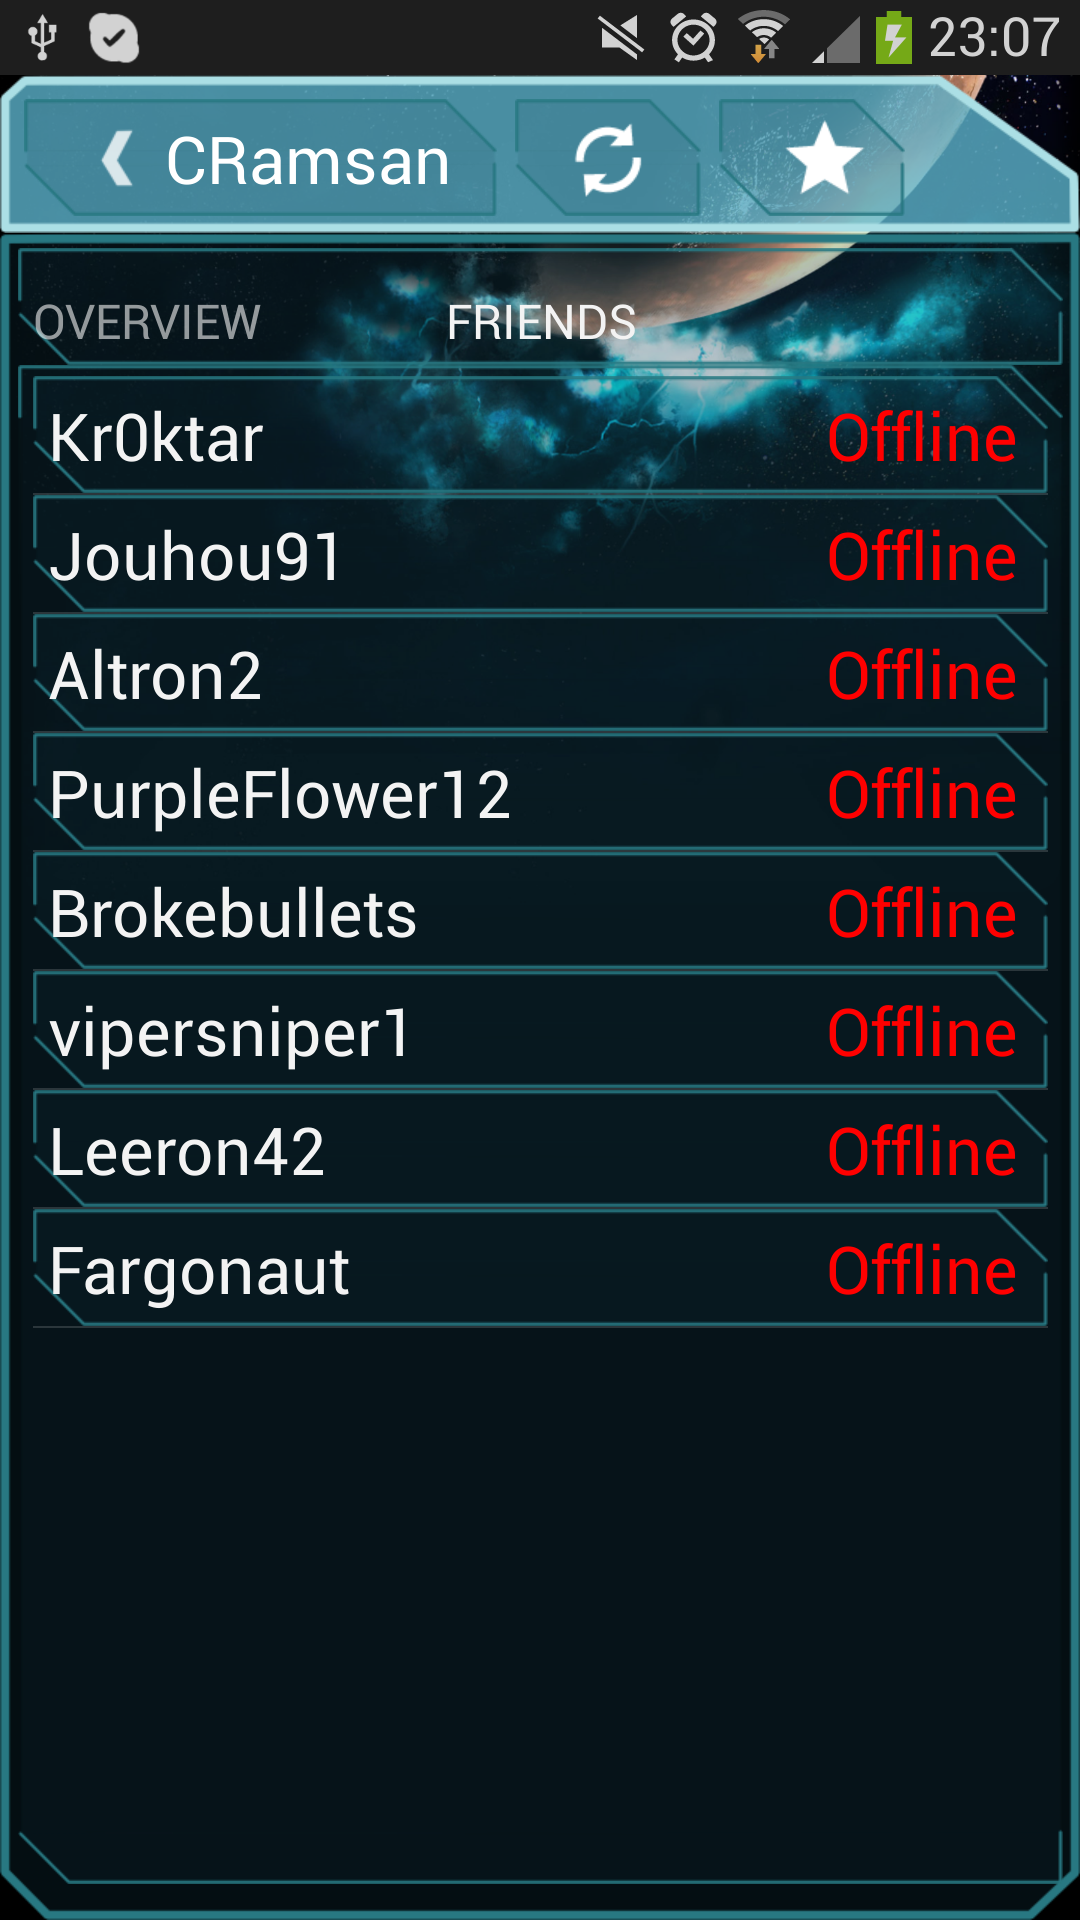 23:07
CRamsan
OVERVIEW FRIENDS
Kr0ktar Offline
Jouhou91 Offline
Altron2 Offline
PurpleFlower12 Offline
Brokebullets Offline
vipersniper1 Offline
Leeron42 Offline
Fargonaut Offline